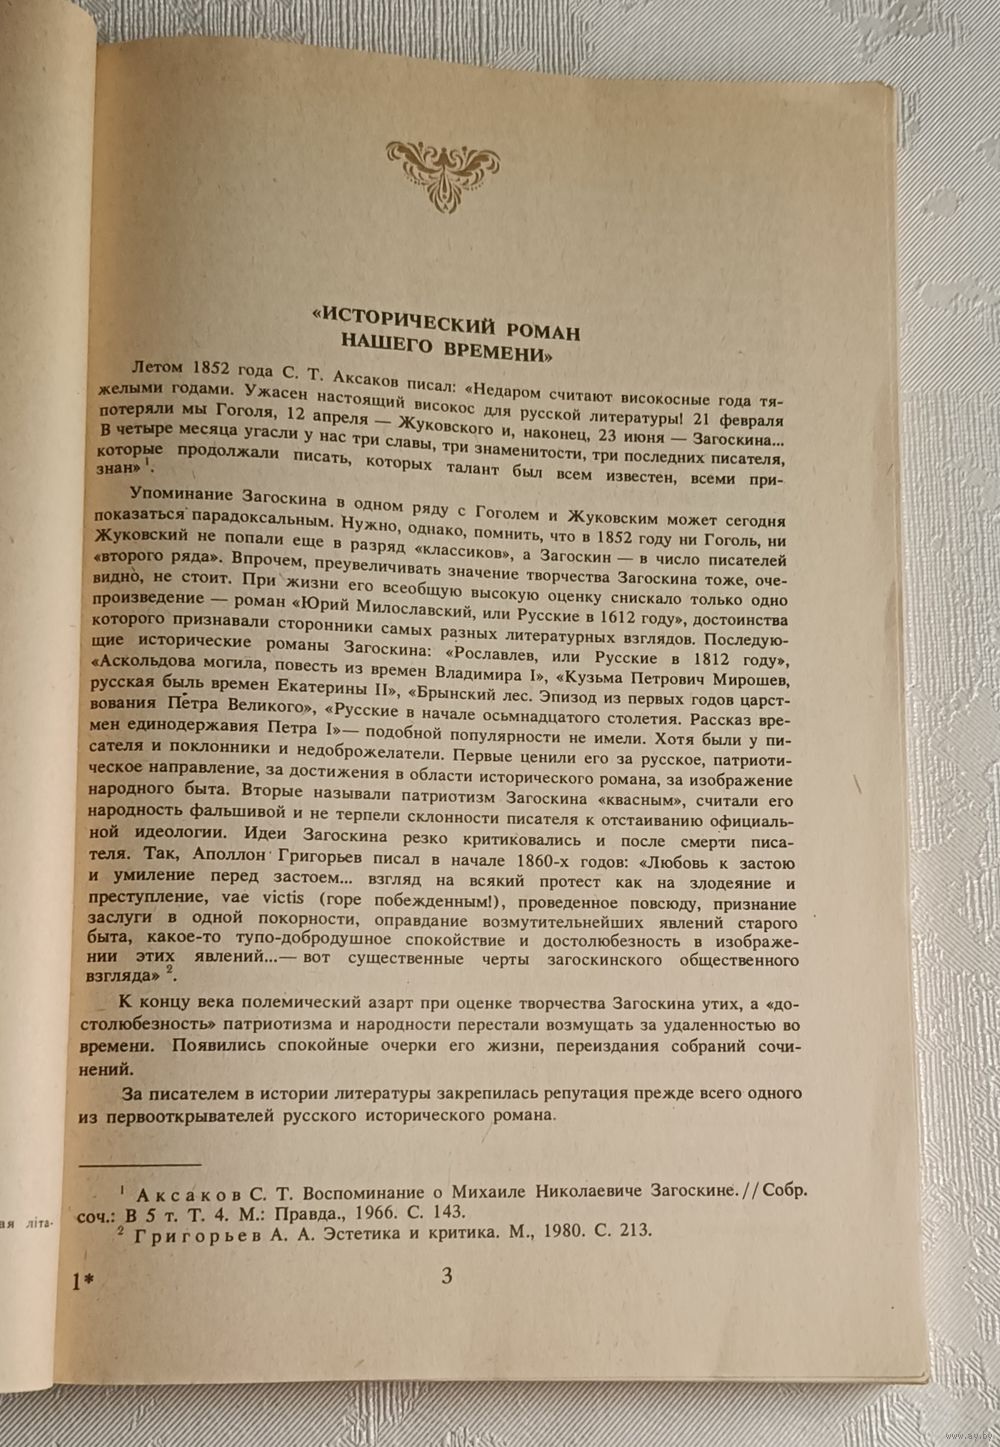 «ИСТОРИЧЕСКИЙ РОМАН
НАШЕГО ВРЕМЕНИ»
Летом 1852 года С. Т. Аксаков писал: «Недаром считают високосные года тя-
желыми годами. Ужасен настоящий високос для русской литературы! 21 февраля
потеряли мы Гоголя, 12 апреля — Жуковского и, наконец, 23 июня — Загоскина...
В четыре месяца угасли у нас три славы, три знаменитости, три последних писателя,
которые продолжали писать, которых талант был всем известен, всеми при-
знан» 1.
Упоминание Загоскина в одном ряду с Гоголем и Жуковским может сегодня
показаться парадоксальным. Нужно, однако, помнить, что в 1852 году ни Гоголь, ни
Жуковский не попали еще в разряд «классиков», а Загоскин — в число писателей
«второго ряда». Впрочем, преувеличивать значение творчества Загоскина тоже, оче-
видно, не стоит. При жизни его всеобщую высокую оценку снискало только одно
произведение — роман «Юрий Милославский, или Русские в 1612 году», достоинства
которого признавали сторонники самых разных литературных взглядов. Последую-
щие исторические романы Загоскина: «Рославлев, или Русские в 1812 году»,
«Аскольдова могила, повесть из времен Владимира I», «Кузьма Петрович Мирошев,
русская быль времен Екатерины II», «Брынский лес. Эпизод из первых годов царст-
вования Петра Великого», «Русские в начале осьмнадцатого столетия. Рассказ вре-
мен единодержавия Петра I»— подобной популярности не имели. Хотя были у пи-
сателя и поклонники и недоброжелатели. Первые ценили его за русское, патриоти-
ческое направление, за достижения в области исторического романа, за изображение
народного быта. Вторые называли патриотизм Загоскина «квасным», считали его
народность фальшивой и не терпели склонности писателя к отстаиванию официаль-
ной идеологии. Идеи Загоскина резко критиковались и после смерти писа-
теля. Так, Аполлон Григорьев писал в начале 1860-х годов: «Любовь к застою
и умиление перед застоем... взгляд на всякий протест как на злодеяние и
преступление, vae victis (горе побежденным!), проведенное повсюду, признание
заслуги в одной покорности, оправдание возмутительнейших явлений старого
быта, какое-то тупо-добродушное спокойствие и достолюбезность в изображе-
нии этих явлений...— вот существенные черты загоскинского общественного
взгляда» 2.
К концу века полемический азарт при оценке творчества Загоскина утих, а «до-
столюбезность» патриотизма и народности перестали возмущать за удаленностью во
времени. Появились спокойные очерки его жизни, переиздания собраний сочи-
нений.
За писателем в истории литературы закрепилась репутация прежде всего одного
из первооткрывателей русского исторического романа.
1 Аксаков С. Т. Воспоминание о Михаиле Николаевиче Загоскине.//Собр.
соч.: В 5 т. Т. 4. М.: Правда., 1966. С. 143.
2 Григорьев А. А. Эстетика и критика. М., 1980. С. 213.
1*
3
ая літа-
www.ay.by